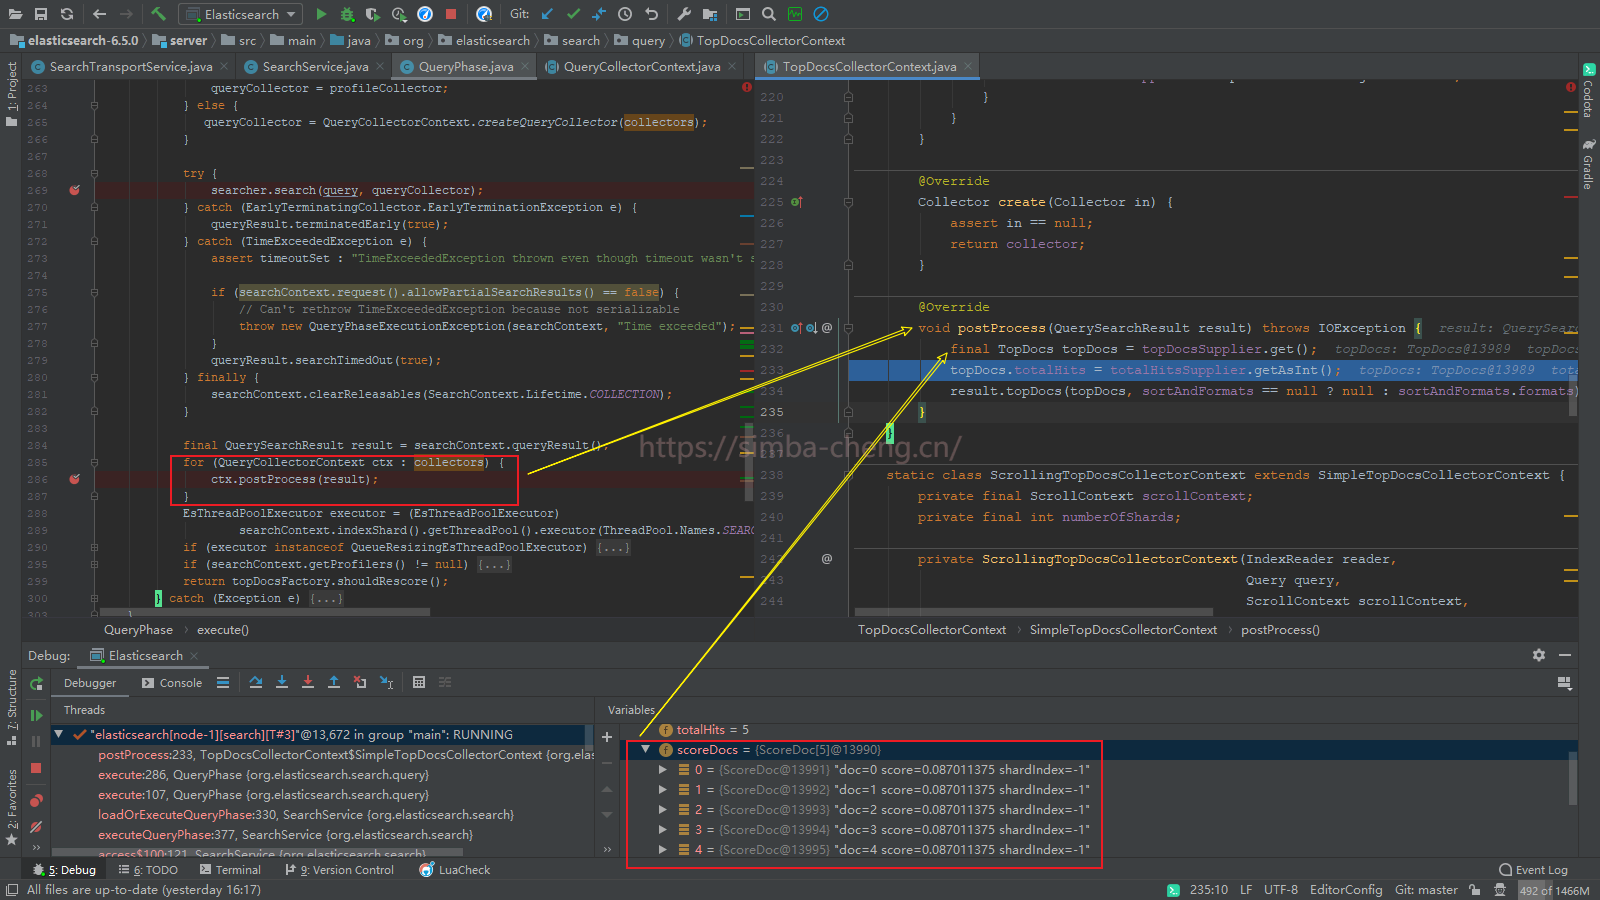 Elasticsearch
Git:
elasticsearch-6.5.0 server src main java org elasticsearch search query TopDocsCollectorContext
SearchTransportService.java SearchService.java QueryPhase.java QueryCollectorContext.java TopDocsCollectorContext.java
1: Project
7: Structure
2: Favorites
Codota
Gradle
263 queryCollector = profileCollector;
264 } else {
265 queryCollector = QueryCollectorContext.createQueryCollector(collectors);
266 }
267
268 try {
269 searcher.search(query, queryCollector);
270 } catch (EarlyTerminatingCollector.EarlyTerminationException e) {
271 queryResult.terminatedEarly(true);
272 } catch (TimeExceededException e) {
273 assert timeoutSet : "TimeExceededException thrown even though timeout wasn't s
274
275 if (searchContext.request().allowPartialSearchResults() == false) {
276 // Can't rethrow TimeExceededException because not serializable
277 throw new QueryPhaseExecutionException(searchContext, "Time exceeded");
278 }
279 queryResult.searchTimedOut(true);
280 } finally {
281 searchContext.clearReleasables(SearchContext.Lifetime.COLLECTION);
282 }
283
284 final QuerySearchResult result = searchContext.queryResult();
285 for (QueryCollectorContext ctx : collectors) {
286 ctx.postProcess(result);
287 }
288 EsThreadPoolExecutor executor = (EsThreadPoolExecutor)
289 searchContext.indexShard().getThreadPool().executor(ThreadPool.Names.SEARC
290 if (executor instanceof QueueResizingEsThreadPoolExecutor) {...}
295 if (searchContext.getProfilers() != null) {...}
299 return topDocsFactory.shouldRescore();
300 } catch (Exception e) {...}
303 }
QueryPhase execute()
220 }
221 }
222 }
223
224 @Override
225 Collector create(Collector in) {
226 assert in == null;
227 return collector;
228 }
229
230 @Override
231 @ void postProcess(QuerySearchResult result) throws IOException { result: QuerySear
232 final TopDocs topDocs = topDocsSupplier.get(); topDocs: TopDocs@13989 topDocs
233 topDocs.totalHits = totalHitsSupplier.getAsInt(); topDocs: TopDocs@13989 tota
234 result.topDocs(topDocs, sortAndFormats == null ? null : sortAndFormats.formats)
235 }
236 }
https://simba-cheng.cn/
238 static class ScrollingTopDocsCollectorContext extends SimpleTopDocsCollectorContext {
239 private final ScrollContext scrollContext;
240 private final int numberOfShards;
241
242 @ private ScrollingTopDocsCollectorContext(IndexReader reader,
243 Query query,
244 ScrollContext scrollContext,
TopDocsCollectorContext SimpleTopDocsCollectorContext postProcess()
Debug: Elasticsearch
Debugger Console
Threads
"elasticsearch[node-1][search][T#3]"@13,672 in group "main": RUNNING
postProcess:233, TopDocsCollectorContext$SimpleTopDocsCollectorContext {org.elas
execute:286, QueryPhase {org.elasticsearch.search.query}
execute:107, QueryPhase {org.elasticsearch.search.query}
loadOrExecuteQueryPhase:330, SearchService {org.elasticsearch.search}
executeQueryPhase:377, SearchService {org.elasticsearch.search}
access$100:121, SearchService {org.elasticsearch.search}
Variables
totalHits = 5
scoreDocs = {ScoreDoc[5]@13990}
0 = {ScoreDoc@13991} "doc=0 score=0.087011375 shardIndex=-1"
1 = {ScoreDoc@13992} "doc=1 score=0.087011375 shardIndex=-1"
2 = {ScoreDoc@13993} "doc=2 score=0.087011375 shardIndex=-1"
3 = {ScoreDoc@13994} "doc=3 score=0.087011375 shardIndex=-1"
4 = {ScoreDoc@13995} "doc=4 score=0.087011375 shardIndex=-1"
5: Debug 6: TODO Terminal 9: Version Control LuaCheck Event Log
All files are up-to-date (yesterday 16:17) 235:10 LF UTF-8 EditorConfig Git: master 492 of 1466M